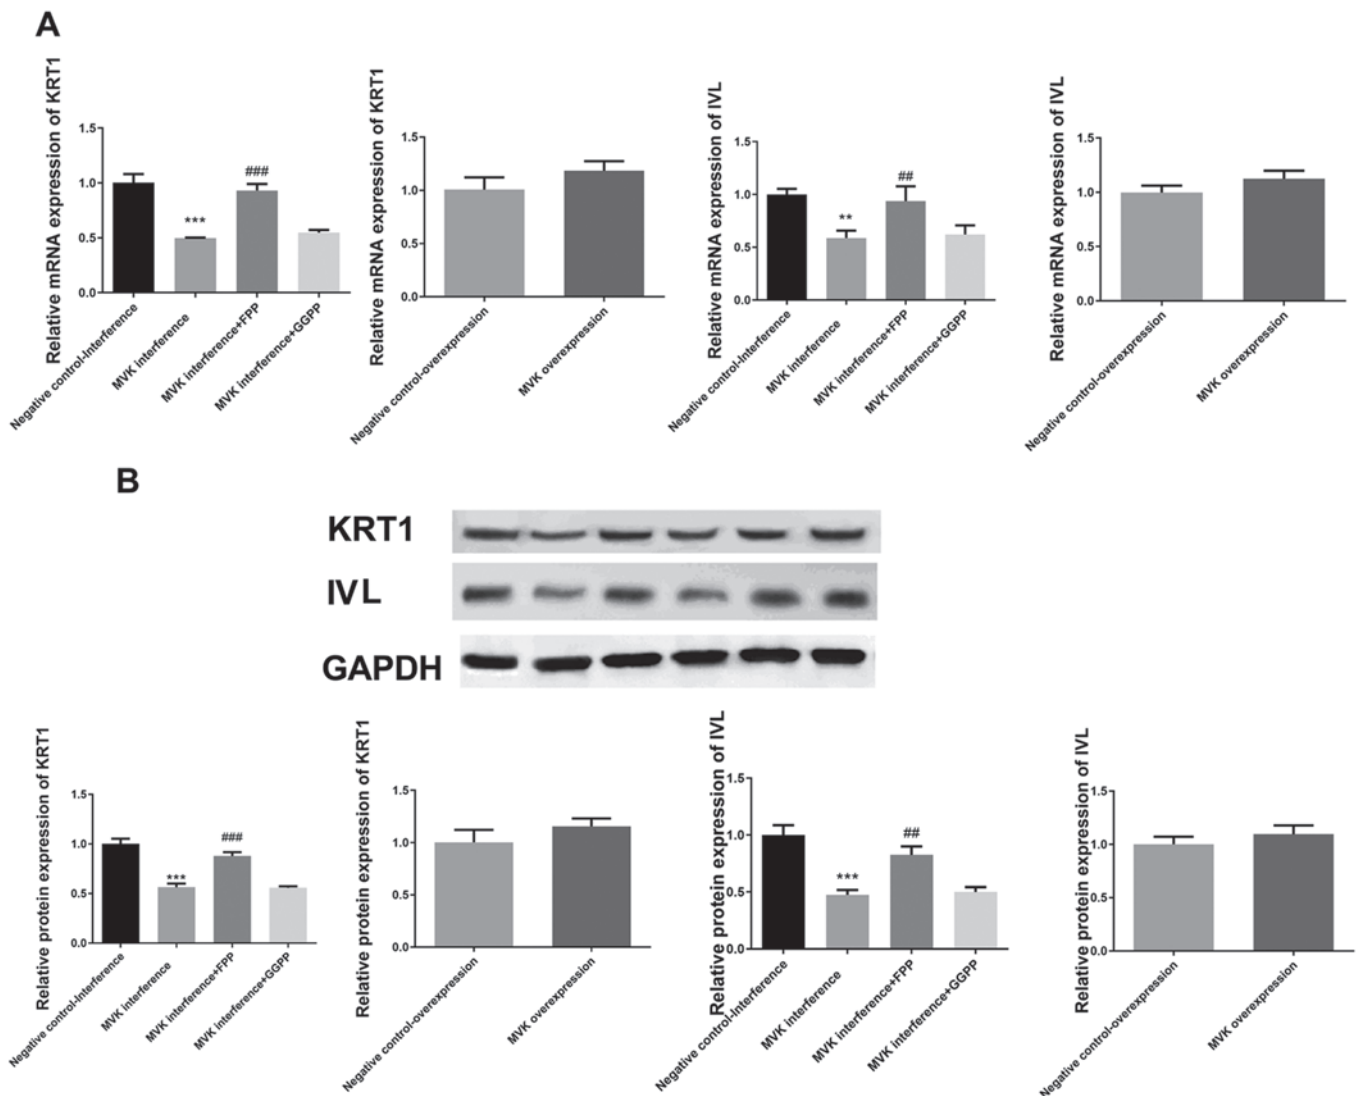 A
Relative mRNA expression of KRT1
1.5
1.0
0.5
0.0
***
###
Negative control-Interference
MVK interference
MVK interference+FPP
MVK interference+GGPP
Relative mRNA expression of KRT1
1.5
1.0
0.5
0.0
Negative control-overexpression
MVK overexpression
Relative mRNA expression of IVL
1.5
1.0
0.5
0.0
**
##
Negative control-Interference
MVK interference
MVK interference+FPP
MVK interference+GGPP
Relative mRNA expression of IVL
1.5
1.0
0.5
0.0
Negative control-overexpression
MVK overexpression
B
KRT1
IVL
GAPDH
Relative protein expression of KRT1
1.5
1.0
0.5
0.0
***
###
Negative control-Interference
MVK interference
MVK interference+FPP
MVK interference+GGPP
Relative protein expression of KRT1
1.5
1.0
0.5
0.0
Negative control-overexpression
MVK overexpression
Relative protein expression of IVL
1.5
1.0
0.5
0.0
***
##
Negative control-Interference
MVK interference
MVK interference+FPP
MVK interference+GGPP
Relative protein expression of IVL
1.5
1.0
0.5
0.0
Negative control-overexpression
MVK overexpression